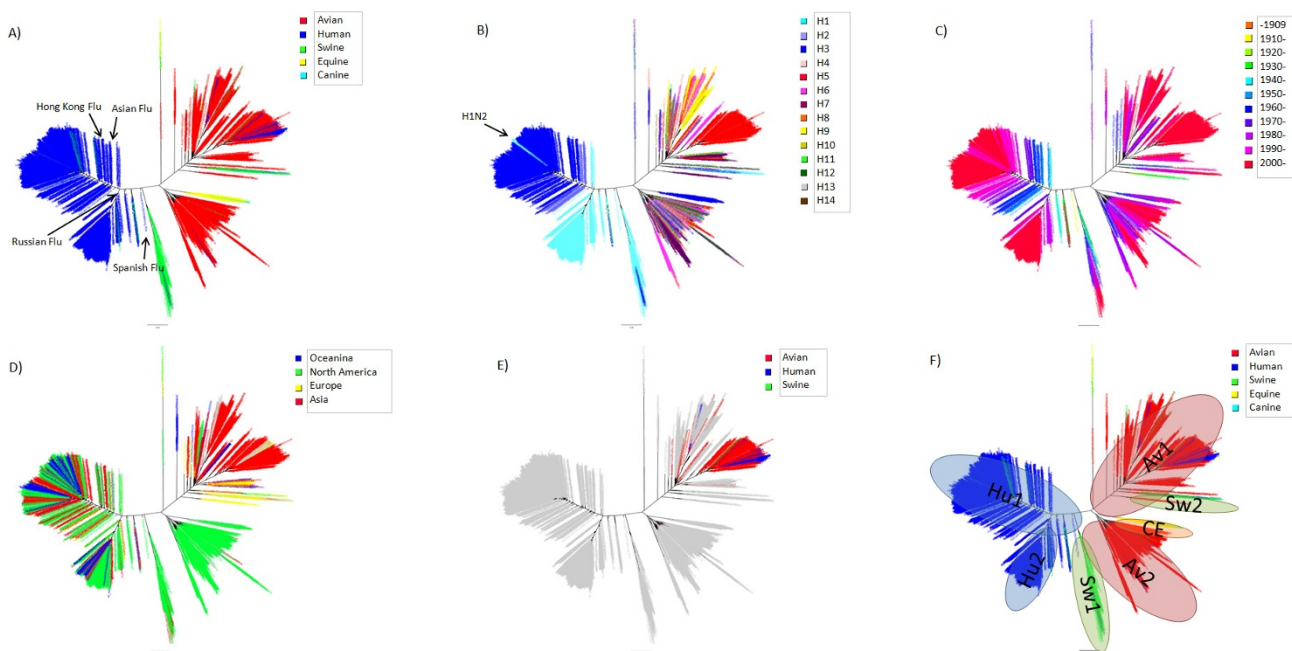 A)
Avian
Human
Swine
Equine
Canine
Hong Kong Flu
Asian Flu
Russian Flu
Spanish Flu
B)
H1
H2
H3
H4
H5
H6
H7
H8
H9
H10
H11
H12
H13
H14
H1N2
C)
-1909
1910-
1920-
1930-
1940-
1950-
1960-
1970-
1980-
1990-
2000-
D)
Oceanina
North America
Europe
Asia
E)
Avian
Human
Swine
F)
Avian
Human
Swine
Equine
Canine
Av1
Hu1
Sw2
CE
Av2
Hu2
Sw1